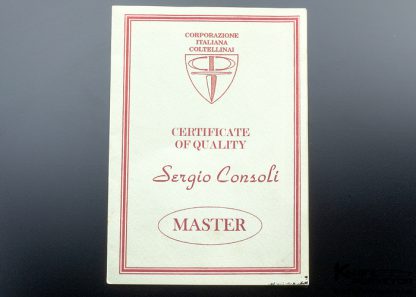 CORPORAZIONE
ITALIANA
COLTELLINAI
CERTIFICATE
OF QUALITY
Sergio Consoli
MASTER